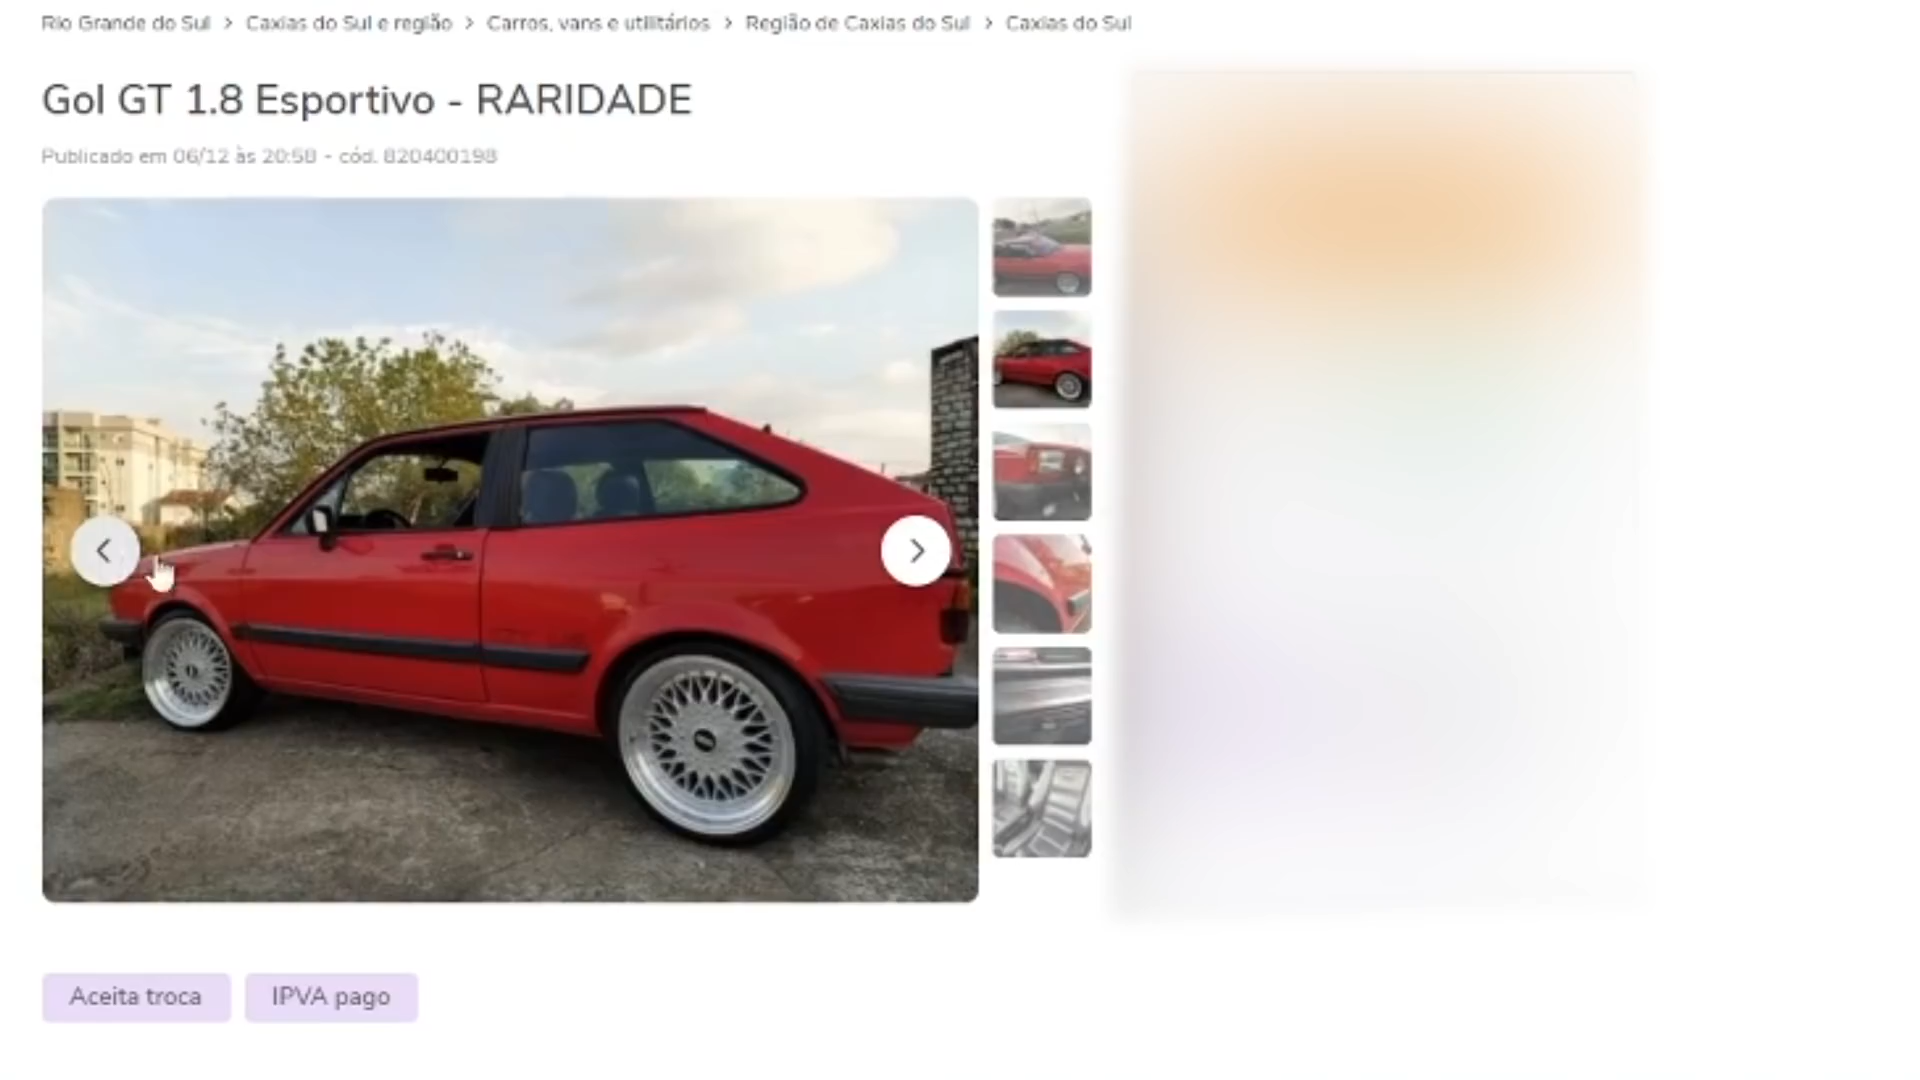 Rio Grande do Sul > Caxias do Sul e região > Carros, vans e utilitários > Região de Caxias do Sul > Caxias do Sul
Gol GT 1.8 Esportivo - RARIDADE
Publicado em 06/12 às 20:58 - cód. 820400198
Aceita troca
IPVA pago